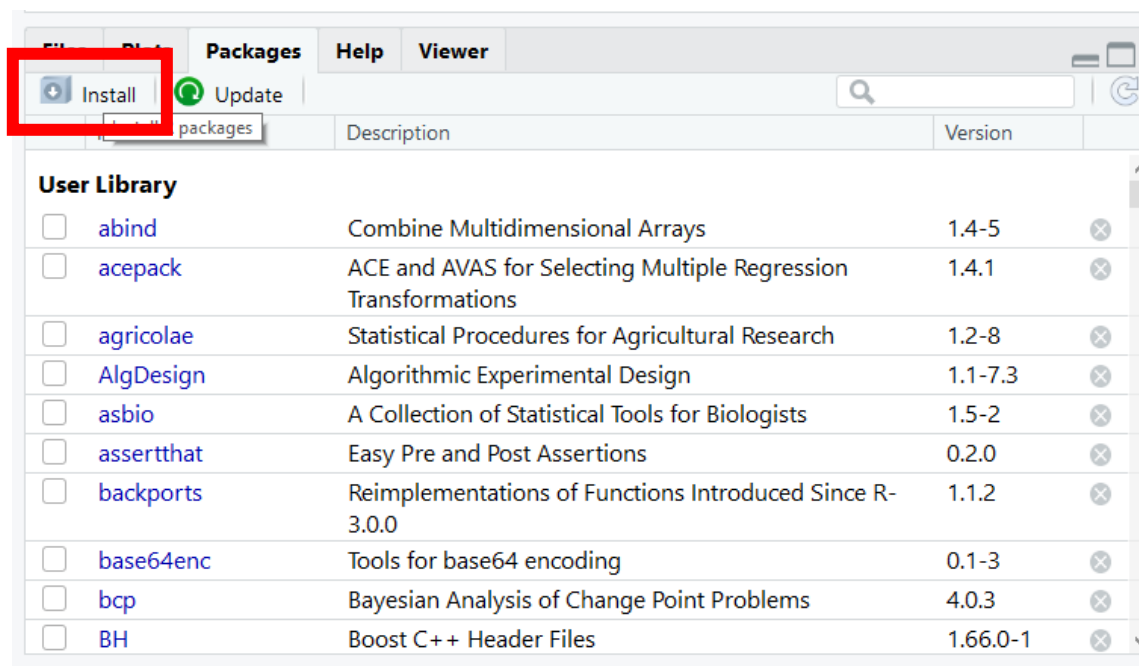 Packages Help Viewer
Install Update
packages
Description Version
User Library
abind Combine Multidimensional Arrays 1.4-5
acepack ACE and AVAS for Selecting Multiple Regression 1.4.1
Transformations
agricolae Statistical Procedures for Agricultural Research 1.2-8
AlgDesign Algorithmic Experimental Design 1.1-7.3
asbio A Collection of Statistical Tools for Biologists 1.5-2
assertthat Easy Pre and Post Assertions 0.2.0
backports Reimplementations of Functions Introduced Since R- 1.1.2
3.0.0
base64enc Tools for base64 encoding 0.1-3
bcp Bayesian Analysis of Change Point Problems 4.0.3
BH Boost C++ Header Files 1.66.0-1